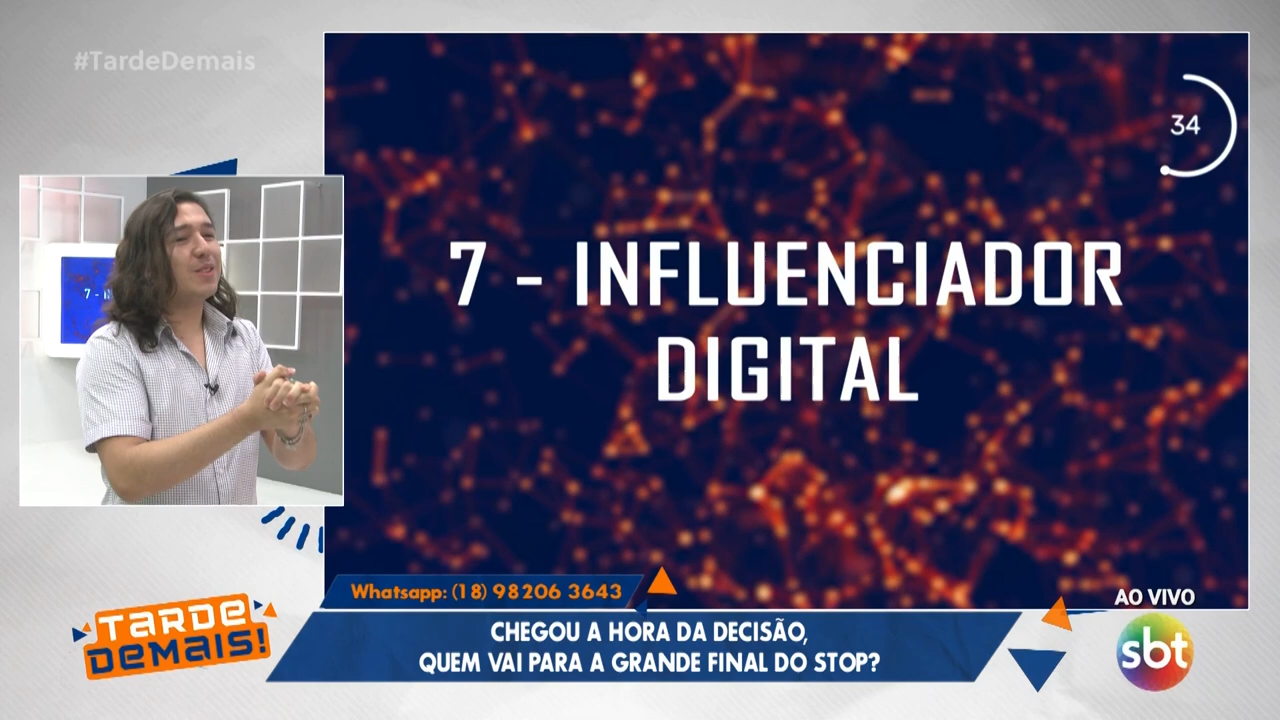 #TardeDemais
34
7 - INFLUENCIADOR
DIGITAL
7 - I
Whatsapp: (18) 98206 3643
AO VIVO
TARDE
DEMAIS!
CHEGOU A HORA DA DECISÃO,
QUEM VAI PARA A GRANDE FINAL DO STOP?
sbt